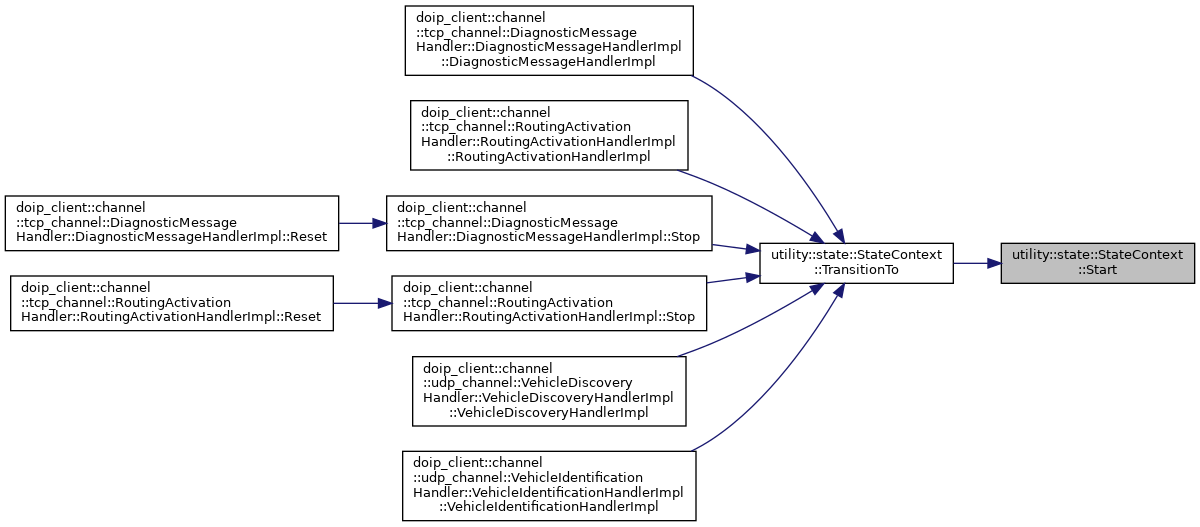 doip_client::channel
::tcp_channel::DiagnosticMessage
Handler::DiagnosticMessageHandlerImpl
::DiagnosticMessageHandlerImpl
doip_client::channel
::tcp_channel::RoutingActivation
Handler::RoutingActivationHandlerImpl
::RoutingActivationHandlerImpl
doip_client::channel
::tcp_channel::DiagnosticMessage
Handler::DiagnosticMessageHandlerImpl::Reset
doip_client::channel
::tcp_channel::DiagnosticMessage
Handler::DiagnosticMessageHandlerImpl::Stop
utility::state::StateContext
::TransitionTo
utility::state::StateContext
::Start
doip_client::channel
::tcp_channel::RoutingActivation
Handler::RoutingActivationHandlerImpl::Reset
doip_client::channel
::tcp_channel::RoutingActivation
Handler::RoutingActivationHandlerImpl::Stop
doip_client::channel
::udp_channel::VehicleDiscovery
Handler::VehicleDiscoveryHandlerImpl
::VehicleDiscoveryHandlerImpl
doip_client::channel
::udp_channel::VehicleIdentification
Handler::VehicleIdentificationHandlerImpl
::VehicleIdentificationHandlerImpl